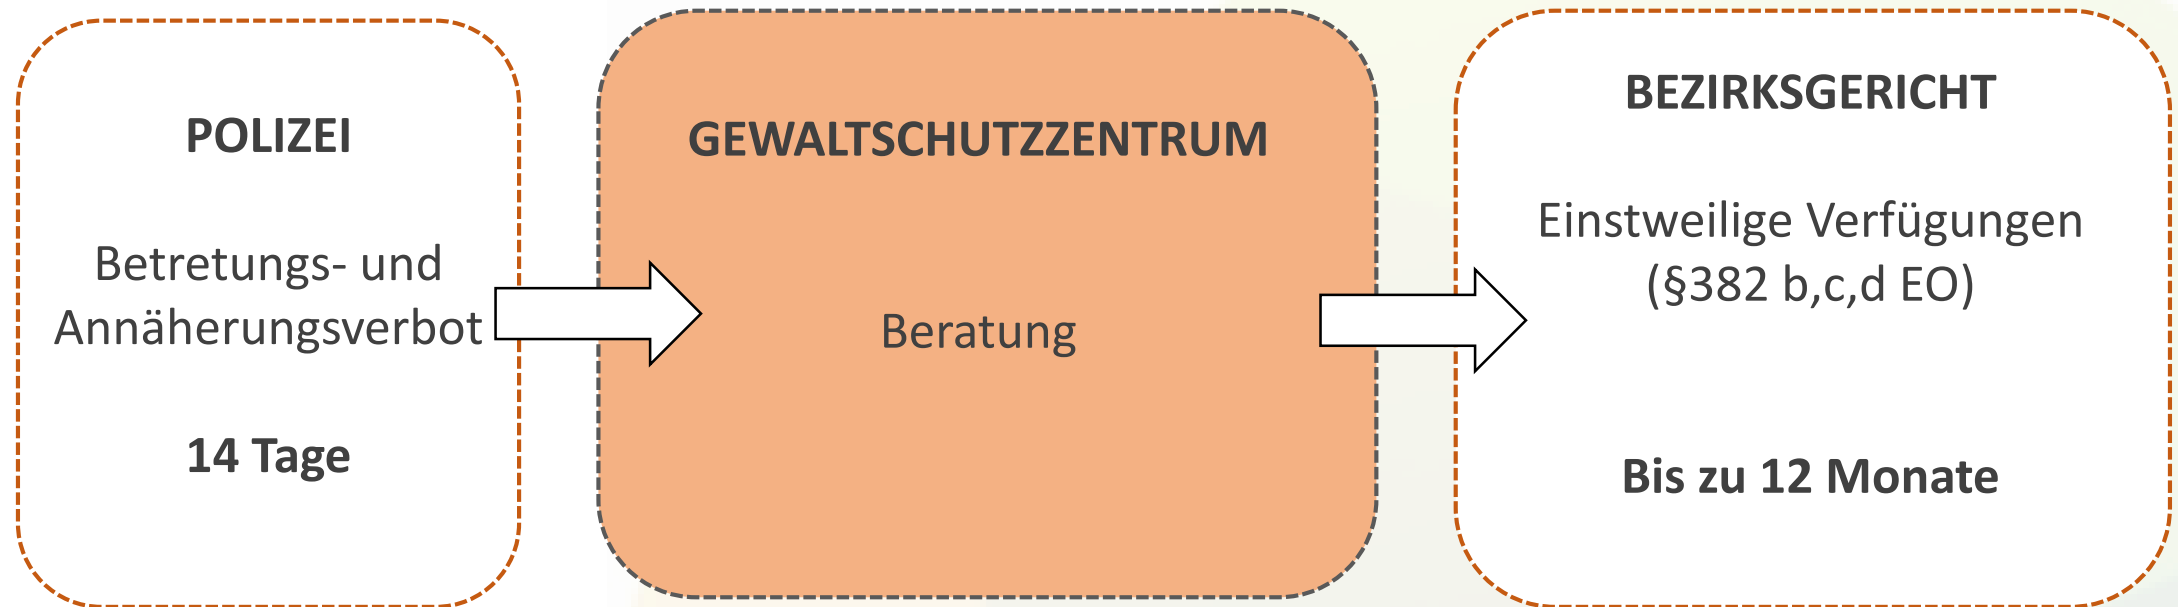 POLIZEI
Betretungs- und
Annäherungsverbot
14 Tage
GEWALTSCHUTZZENTRUM
Beratung
BEZIRKSGERICHT
Einstweilige Verfügungen
(§382 b,c,d EO)
Bis zu 12 Monate